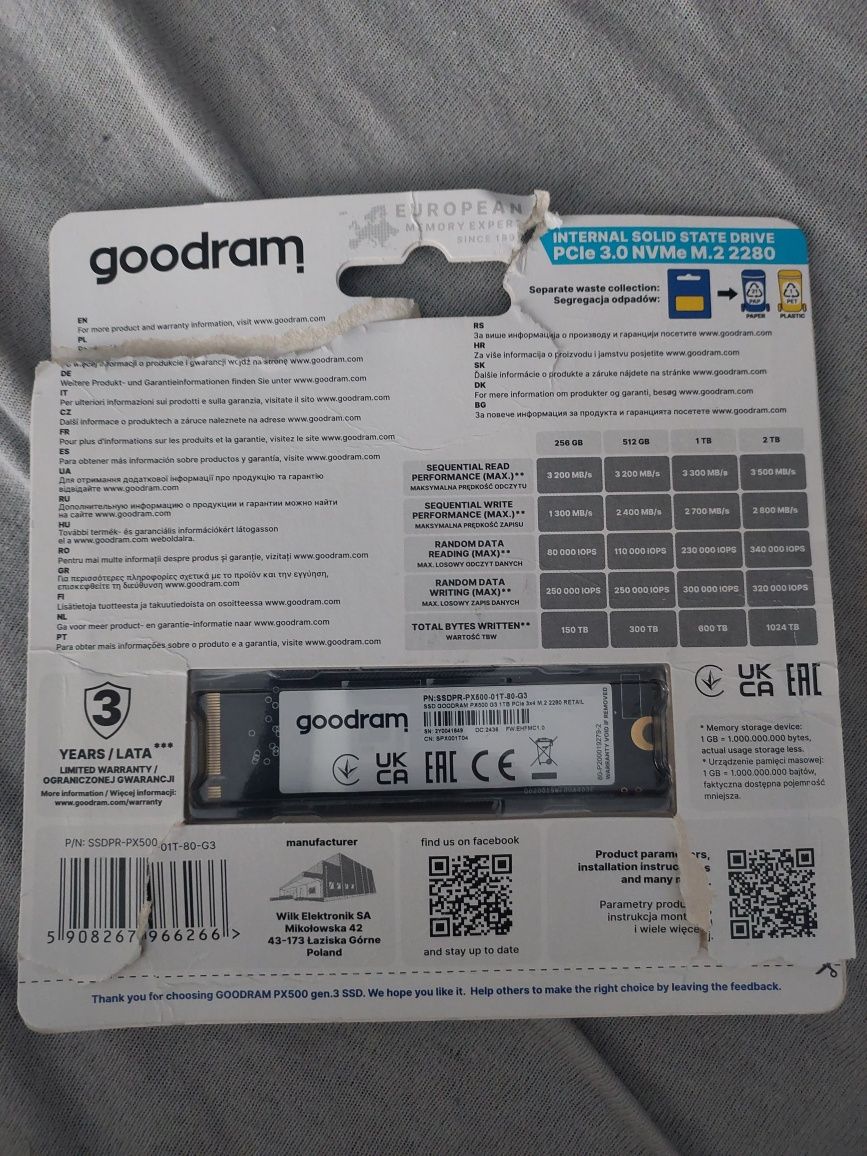 goodram
EUROPEAN
MEMORY EXPER
SINCE 199
INTERNAL SOLID STATE DRIVE
PCIe 3.0 NVMe M.2 2280
Separate waste collection:
Segregacja odpadów:
PAP
PAPER
PET
PLASTIC
EN
For more product and warranty information, visit www.goodram.com
PL
informacji o produkcie i gwarancji wejdź na stronę www.goodram.com
DE
Weitere Produkt- und Garantieinformationen finden Sie unter www.goodram.com
IT
Per ulteriori informazioni sui prodotti e sulla garanzia, visitate il sito www.goodram.com
CZ
Další informace o produktech a záruce naleznete na adrese www.goodram.com
FR
Pour plus d'informations sur les produits et la garantie, visitez le site www.goodram.com
ES
Para obtener más información sobre productos y garantía, visite www.goodram.com
UA
Для отримання додаткової інформації про продукцію та гарантію
відвідайте www.goodram.com
RU
Дополнительную информацию о продукции и гарантии можно найти
на сайте www.goodram.com
HU
További termék- és garanciális információkért látogasson
el a www.goodram.com weboldalra.
RO
Pentru mai multe informații despre produs și garanție, vizitați www.goodram.com
GR
Για περισσότερες πληροφορίες σχετικά με το προϊόν και την εγγύηση,
επισκεφθείτε τη διεύθυνση www.goodram.com
FI
Lisätietoja tuotteesta ja takuutiedoista on osoitteessa www.goodram.com
NL
Ga voor meer product- en garantie-informatie naar www.goodram.com
PT
Para obter mais informações sobre o produto e a garantia, visite www.goodram.com
RS
За више информација о производу и гаранцији посетите www.goodram.com
HR
Za više informacija o proizvodu i jamstvu posjetite www.goodram.com
SK
Ďalšie informácie o produkte a záruke nájdete na stránke www.goodram.com
DK
For mere information om produkter og garanti, besøg www.goodram.com
BG
За повече информация за продукта и гаранцията посетете www.goodram.com
256 GB 512 GB 1 TB 2 TB
SEQUENTIAL READ
PERFORMANCE (MAX.)** 3 200 MB/s 3 200 MB/s 3 300 MB/s 3 500 MB/s
MAKSYMALNA PRĘDKOŚĆ ODCZYTU
SEQUENTIAL WRITE
PERFORMANCE (MAX.)** 1 300 MB/s 2 400 MB/s 2 700 MB/s 2 800 MB/s
MAKSYMALNA PRĘDKOŚĆ ZAPISU
RANDOM DATA
READING (MAX)** 80 000 IOPS 110 000 IOPS 230 000 IOPS 340 000 IOPS
MAX. LOSOWY ODCZYT DANYCH
RANDOM DATA
WRITING (MAX)** 250 000 IOPS 250 000 IOPS 300 000 IOPS 320 000 IOPS
MAX. LOSOWY ZAPIS DANYCH
TOTAL BYTES WRITTEN** 150 TB 300 TB 600 TB 1024 TB
WARTOŚĆ TBW
3
YEARS / LATA ***
LIMITED WARRANTY /
OGRANICZONEJ GWARANCJI
More information / Więcej informacji:
www.goodram.com/warranty
goodram
PN:SSDPR-PX500-01T-80-G3
SSD GOODRAM PX500 G3 1TB PCIe 3x4 M.2 2280 RETAIL
SN: 2Y0041849 DC 2436 FW:EHFMC1.0
CN: SPX001T04
UK
CA
EAC CE
80-P200019279-2
WARRANTY VOID IF REMOVED
UK
CA
EAC
* Memory storage device:
1 GB = 1.000.000.000 bytes,
actual usage storage less.
* Urządzenie pamięci masowej:
1 GB = 1.000.000.000 bajtów,
faktyczna dostępna pojemność
mniejsza.
P/N: SSDPR-PX500 01T-80-G3
5 908267 966266 >
manufacturer
Wilk Elektronik SA
Mikołowska 42
43-173 Łaziska Górne
Poland
find us on facebook
and stay up to date
Product param rs,
installation instruc
and many
Parametry produ
instrukcja mont
i wiele więce
Thank you for choosing GOODRAM PX500 gen.3 SSD. We hope you like it. Help others to make the right choice by leaving the feedback.